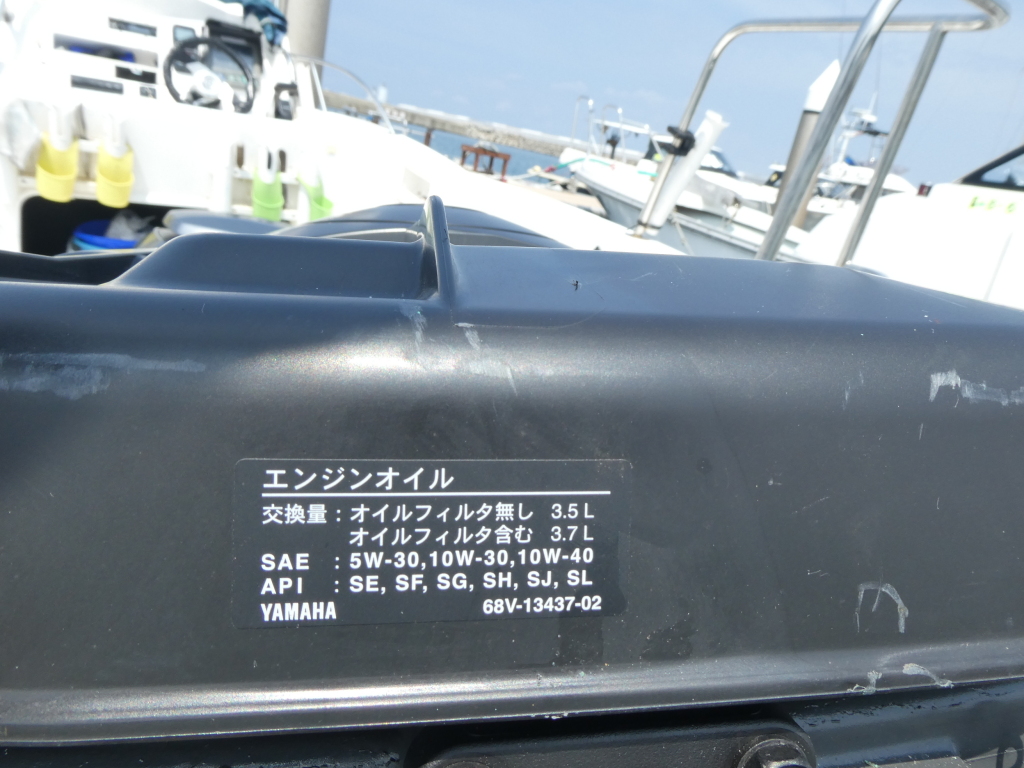 エンジンオイル
交換量 : オイルフィルタ無し 3.5 L
オイルフィルタ含む 3.7 L
SAE : 5W-30,10W-30,10W-40
API : SE, SF, SG, SH, SJ, SL
YAMAHA 68V-13437-02